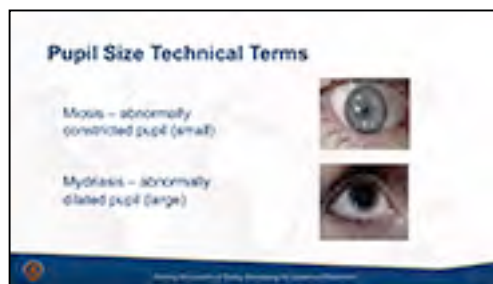 Pupil Size Technical Terms
Miosis – abnormally
constricted pupil (small)
Mydriasis – abnormally
dilated pupil (large)